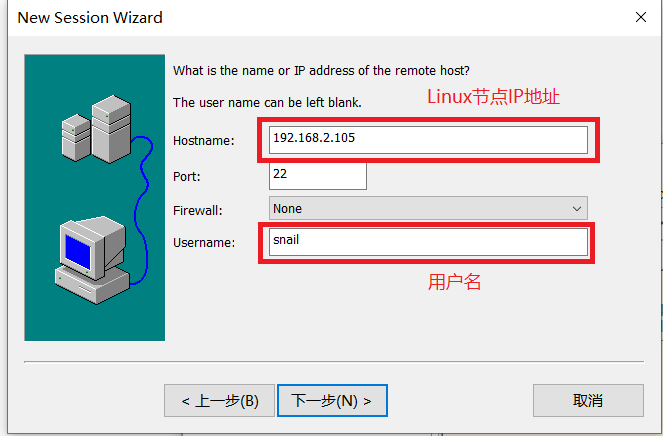 New Session Wizard
What is the name or IP address of the remote host?
The user name can be left blank.
Linux节点IP地址
Hostname:
192.168.2.105
Port:
22
Firewall:
None
Username:
snail
用户名
< 上一步(B)
下一步(N) >
取消